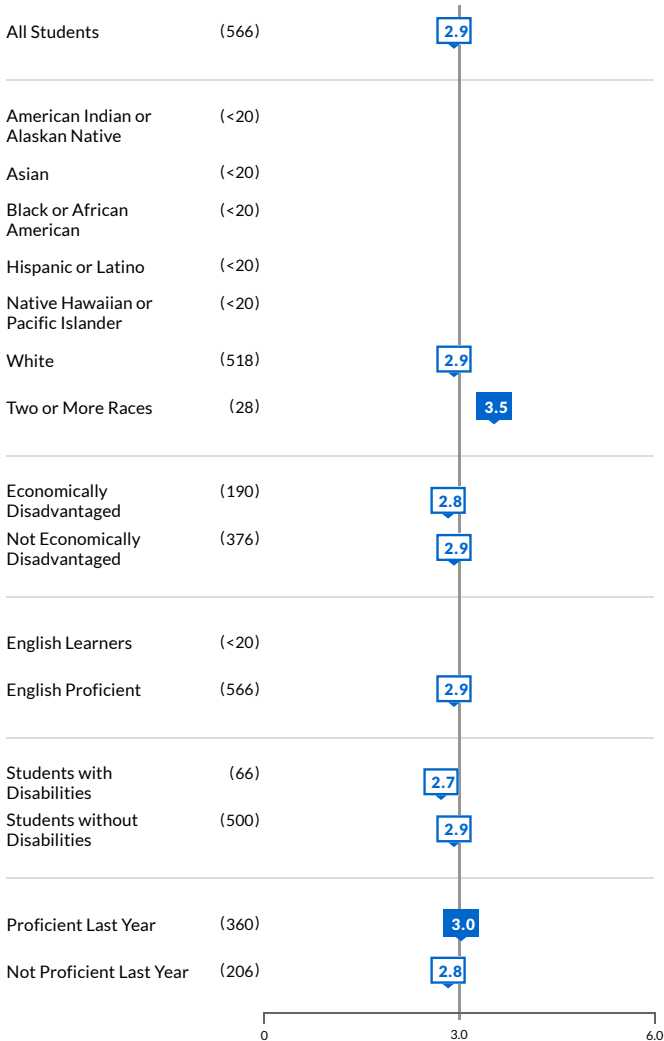 All Students (566) 2.9
American Indian or (<20)
Alaskan Native
Asian (<20)
Black or African (<20)
American
Hispanic or Latino (<20)
Native Hawaiian or (<20)
Pacific Islander
White (518) 2.9
Two or More Races (28) 3.5
Economically (190) 2.8
Disadvantaged
Not Economically (376) 2.9
Disadvantaged
English Learners (<20)
English Proficient (566) 2.9
Students with (66) 2.7
Disabilities
Students without (500) 2.9
Disabilities
Proficient Last Year (360) 3.0
Not Proficient Last Year (206) 2.8
0 3.0 6.0